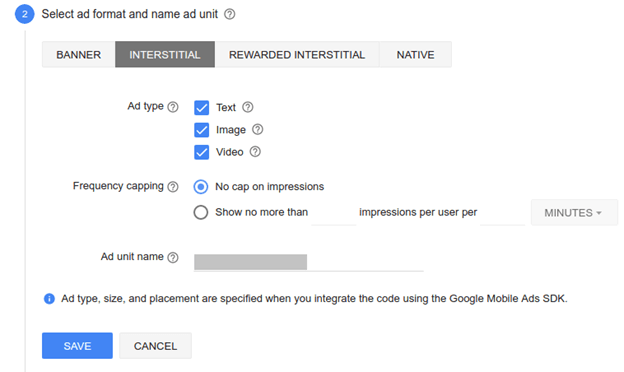 2 Select ad format and name ad unit ?
BANNER INTERSTITIAL REWARDED INTERSTITIAL NATIVE
Ad type ? Text ?
Image ?
Video ?
Frequency capping ? No cap on impressions
Show no more than impressions per user per MINUTES
Ad unit name ?
i Ad type, size, and placement are specified when you integrate the code using the Google Mobile Ads SDK.
SAVE CANCEL